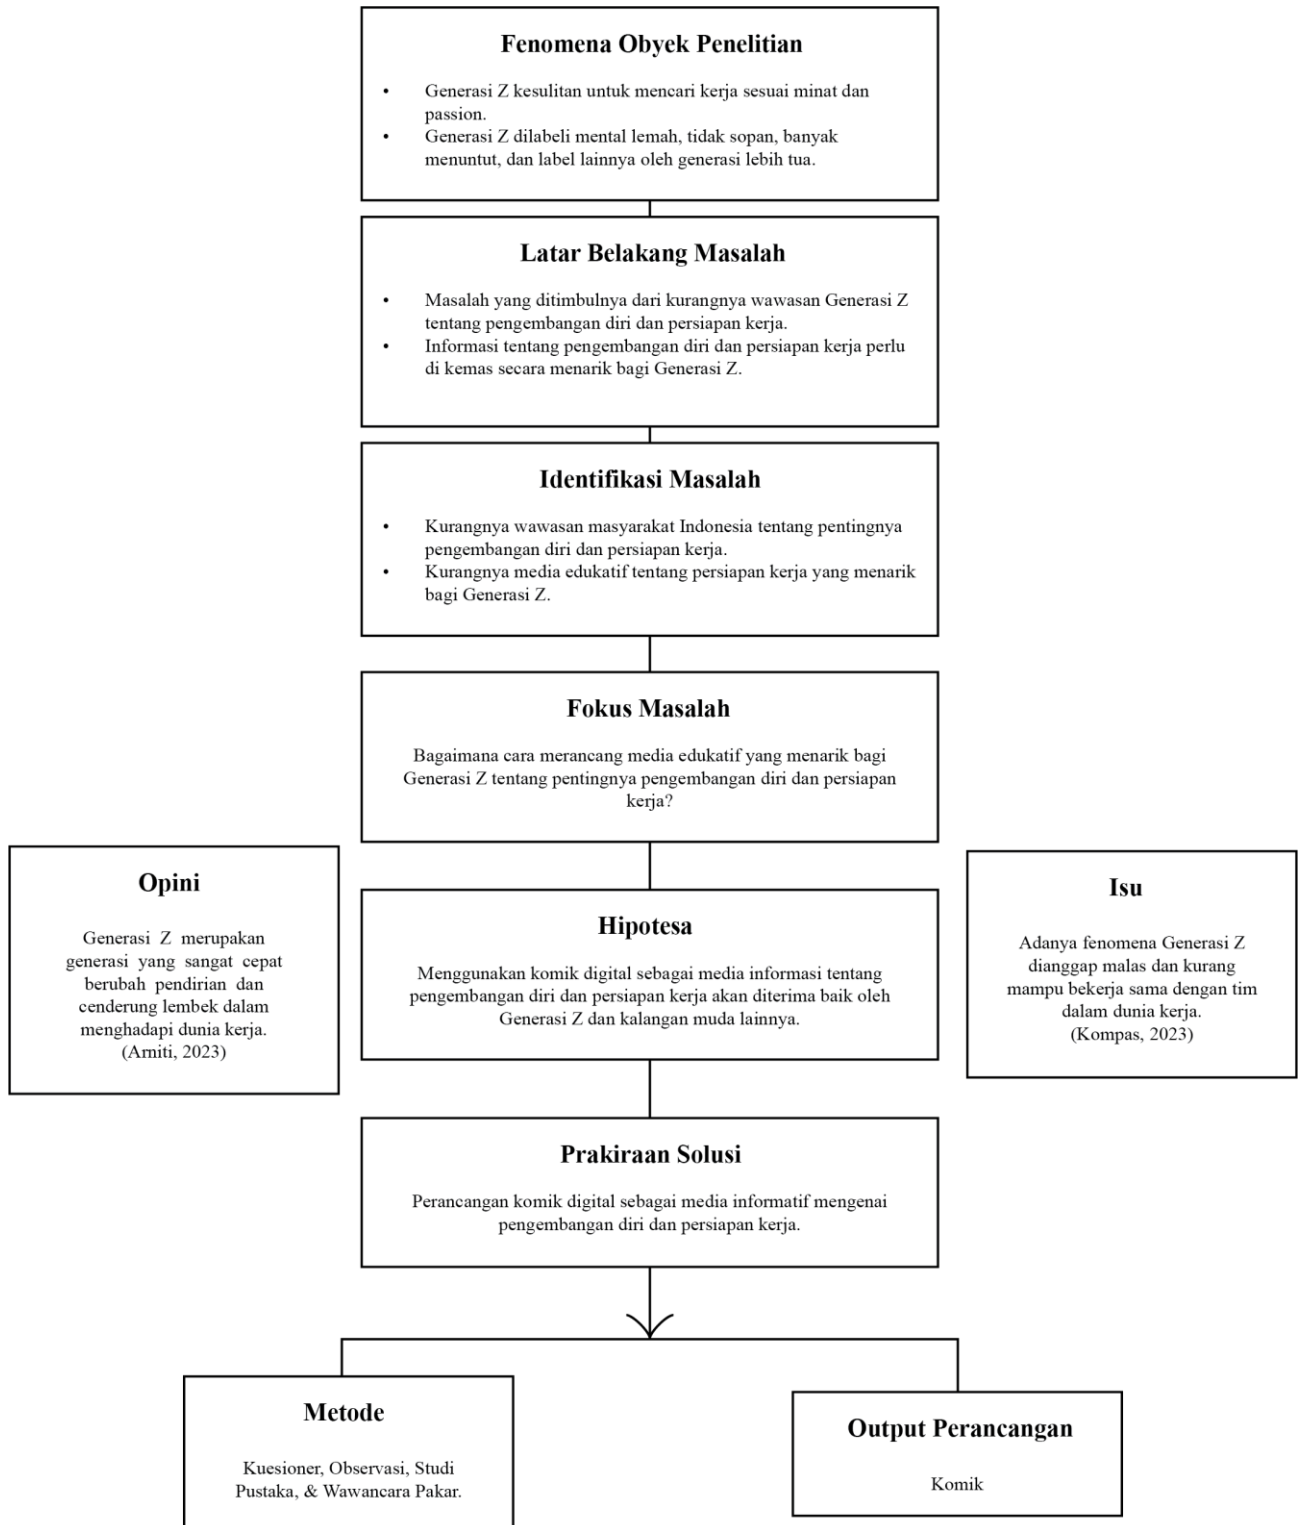 Fenomena Obyek Penelitian
• Generasi Z kesulitan untuk mencari kerja sesuai minat dan
passion.
• Generasi Z dilabeli mental lemah, tidak sopan, banyak
menuntut, dan label lainnya oleh generasi lebih tua.
Latar Belakang Masalah
• Masalah yang ditimbulnya dari kurangnya wawasan Generasi Z
tentang pengembangan diri dan persiapan kerja.
• Informasi tentang pengembangan diri dan persiapan kerja perlu
di kemas secara menarik bagi Generasi Z.
Identifikasi Masalah
• Kurangnya wawasan masyarakat Indonesia tentang pentingnya
pengembangan diri dan persiapan kerja.
• Kurangnya media edukatif tentang persiapan kerja yang menarik
bagi Generasi Z.
Fokus Masalah
Bagaimana cara merancang media edukatif yang menarik bagi
Generasi Z tentang pentingnya pengembangan diri dan persiapan
kerja?
Opini
Generasi Z merupakan
generasi yang sangat cepat
berubah pendirian dan
cenderung lembek dalam
menghadapi dunia kerja.
(Arniti, 2023)
Hipotesa
Menggunakan komik digital sebagai media informasi tentang
pengembangan diri dan persiapan kerja akan diterima baik oleh
Generasi Z dan kalangan muda lainnya.
Isu
Adanya fenomena Generasi Z
dianggap malas dan kurang
mampu bekerja sama dengan tim
dalam dunia kerja.
(Kompas, 2023)
Prakiraan Solusi
Perancangan komik digital sebagai media informatif mengenai
pengembangan diri dan persiapan kerja.
Metode
Kuesioner, Observasi, Studi
Pustaka, & Wawancara Pakar.
Output Perancangan
Komik